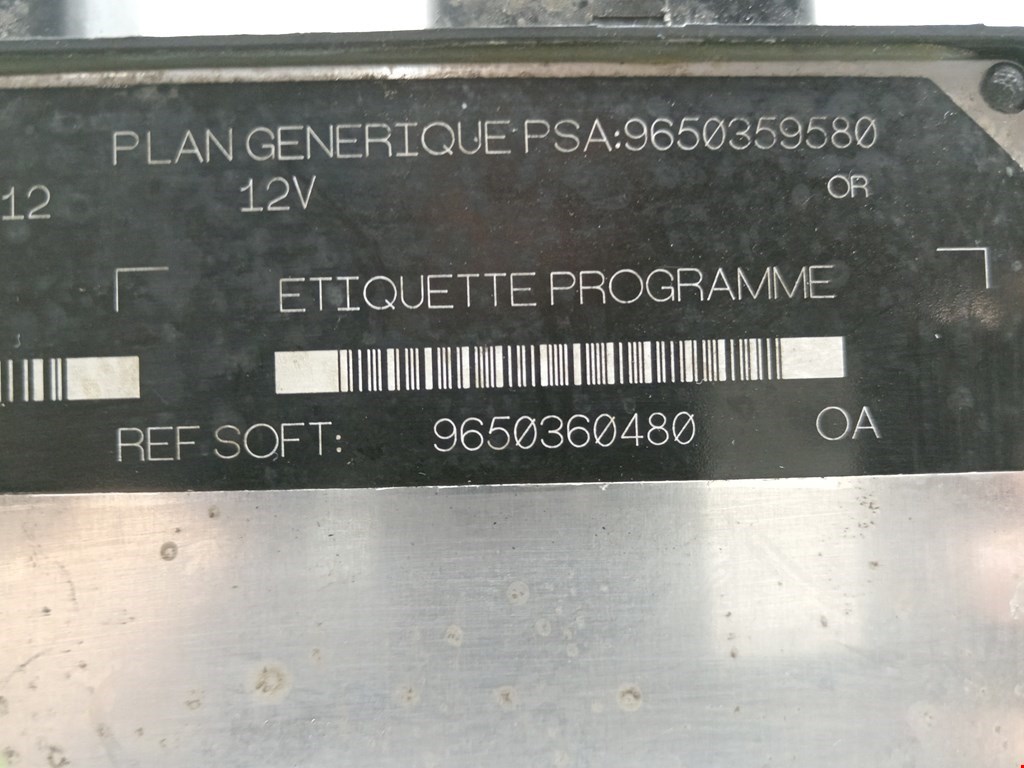 PLAN GENERIQUE PSA:9650359580
12 12V OR
ETIQUETTE PROGRAMME
REF SOFT: 9650360480 OA